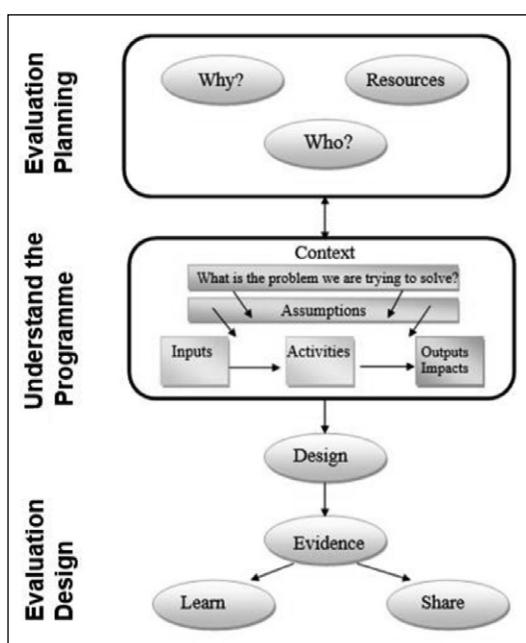 Evaluation
Planning
Why?
Resources
Who?
Understand the
Programme
Context
What is the problem we are trying to solve?
Assumptions
Inputs
Activities
Outputs
Impacts
Evaluation
Design
Design
Evidence
Learn
Share